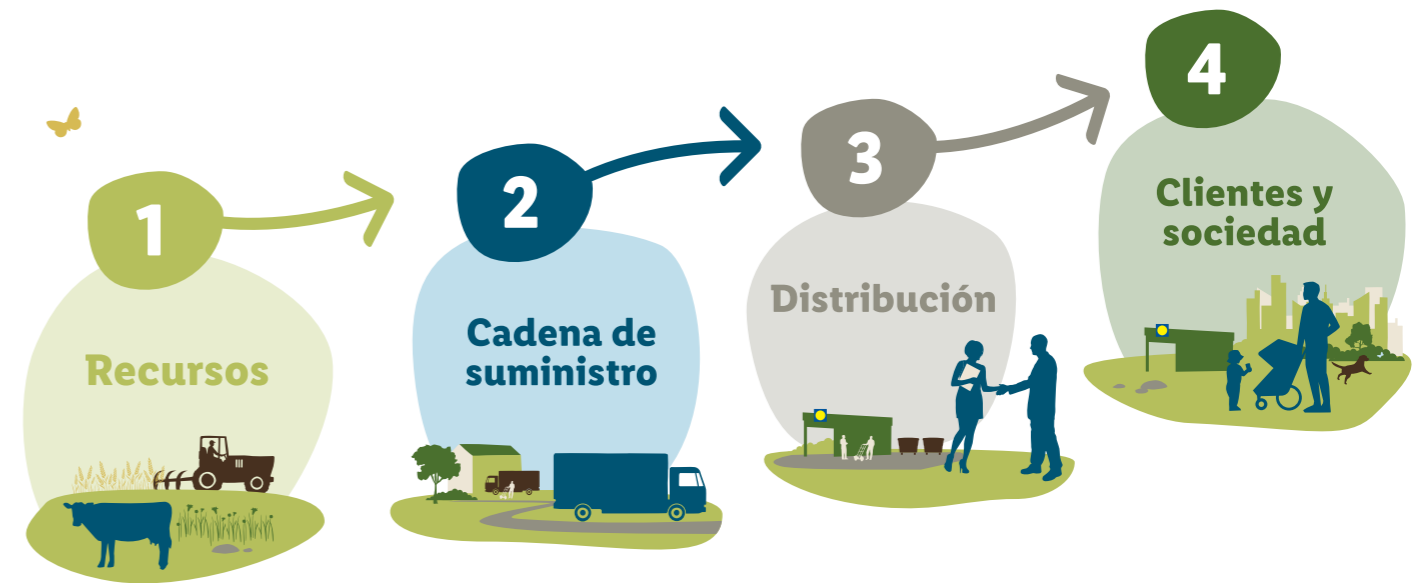 1
Recursos
2
Cadena de
suministro
3
Distribución
4
Clientes y
sociedad